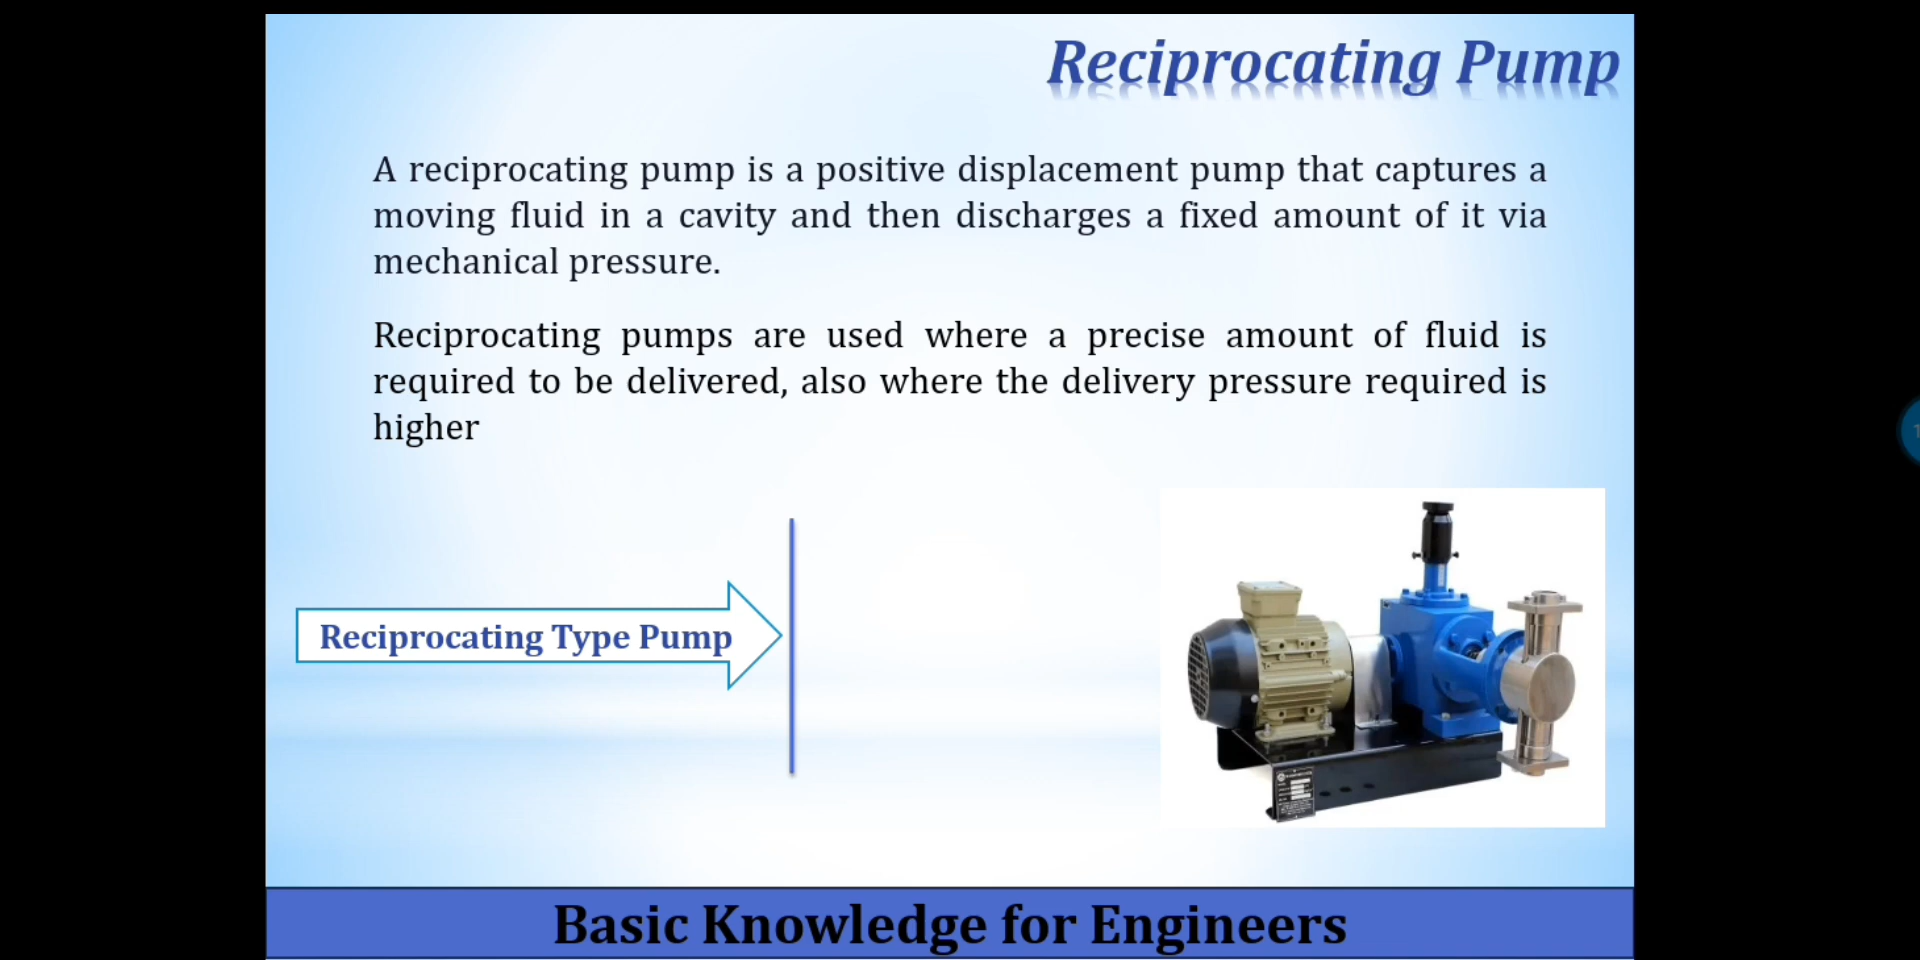 Reciprocating Pump
A reciprocating pump is a positive displacement pump that captures a
moving fluid in a cavity and then discharges a fixed amount of it via
mechanical pressure.
Reciprocating pumps are used where a precise amount of fluid is
required to be delivered, also where the delivery pressure required is
higher
Reciprocating Type Pump
Basic Knowledge for Engineers